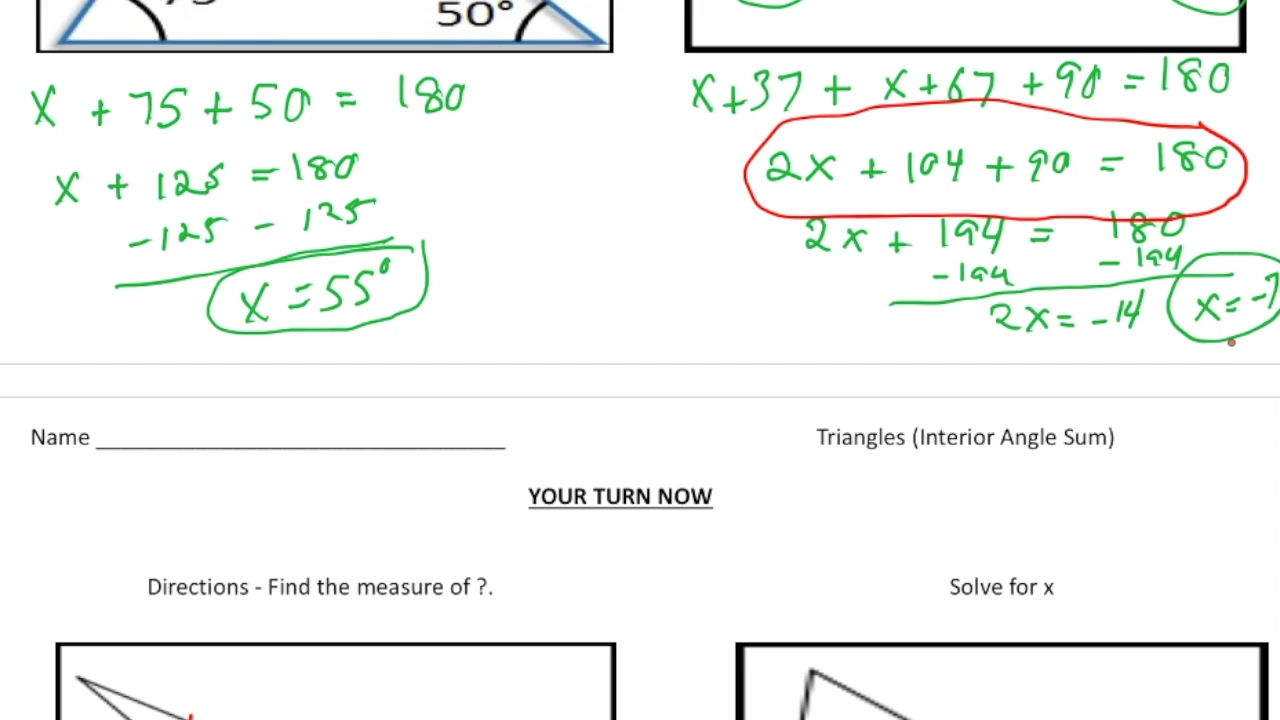 50°
x + 75 + 50 = 180
x + 125 = 180
-125 - 125
x = 55°
x+37 + x+67 + 90 = 180
2x + 104 + 90 = 180
2x + 194 = 180
-194 - 194
2x = -14
x = -7
Name ________________________________
Triangles (Interior Angle Sum)
YOUR TURN NOW
Directions - Find the measure of ?.
Solve for x